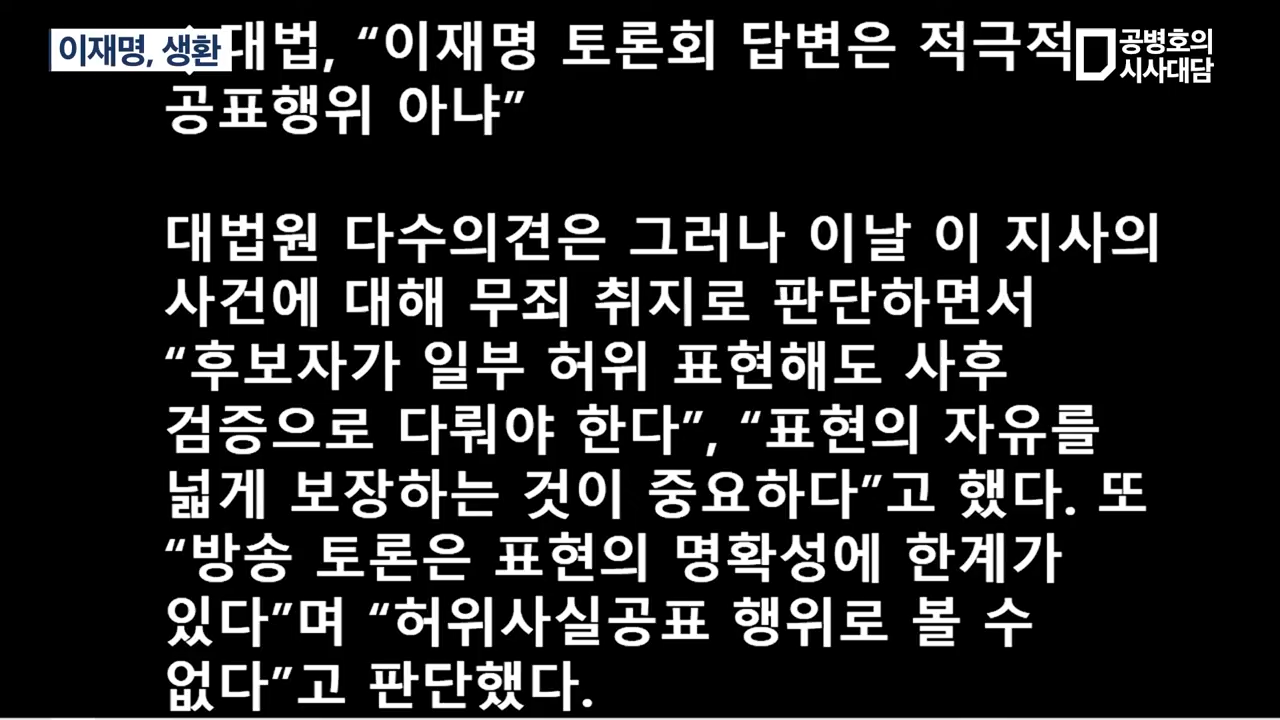 이재명, 생환
대법, “이재명 토론회 답변은 적극적
공표행위 아냐”
공병호의
시사대담
대법원 다수의견은 그러나 이날 이 지사의
사건에 대해 무죄 취지로 판단하면서
“후보자가 일부 허위 표현해도 사후
검증으로 다뤄야 한다”, “표현의 자유를
넓게 보장하는 것이 중요하다”고 했다. 또
“방송 토론은 표현의 명확성에 한계가
있다”며 “허위사실공표 행위로 볼 수
없다”고 판단했다.